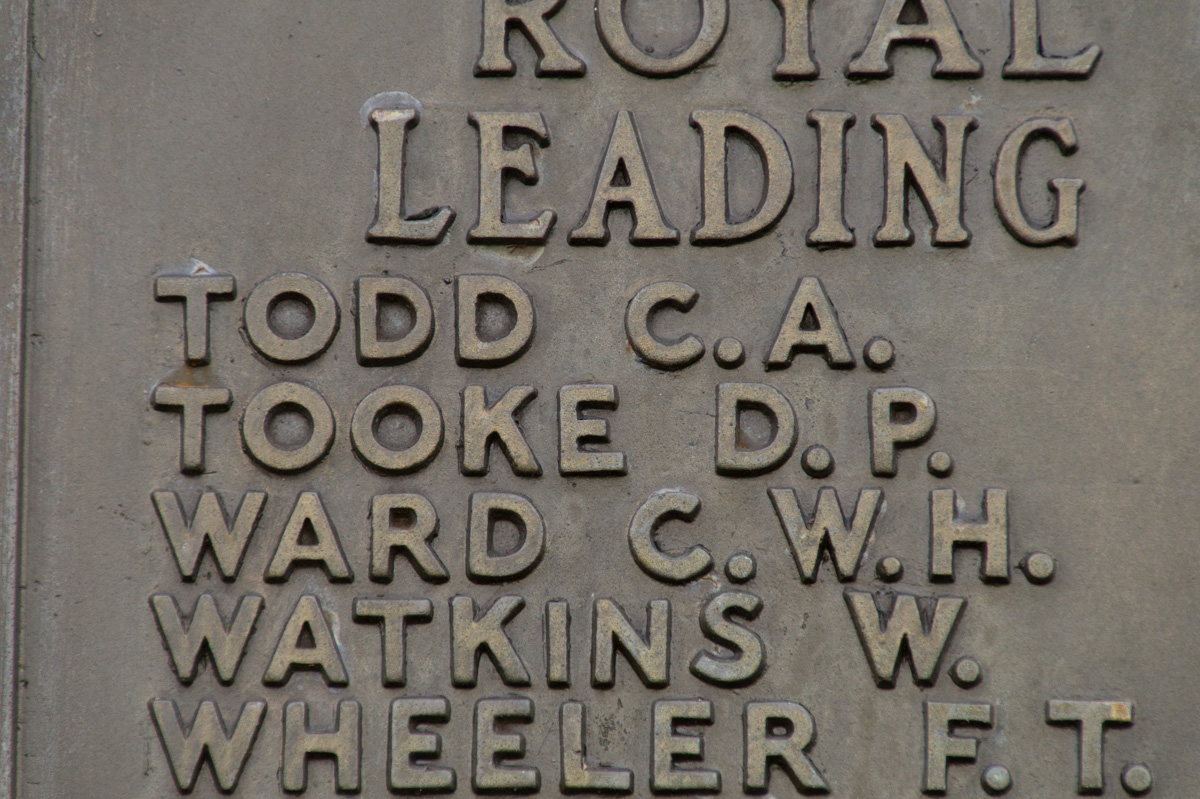 ROYAL
LEADING
TODD C.A.
TOOKE D.P.
WARD C.W.H.
WATKINS W.
WHEELER F.T.